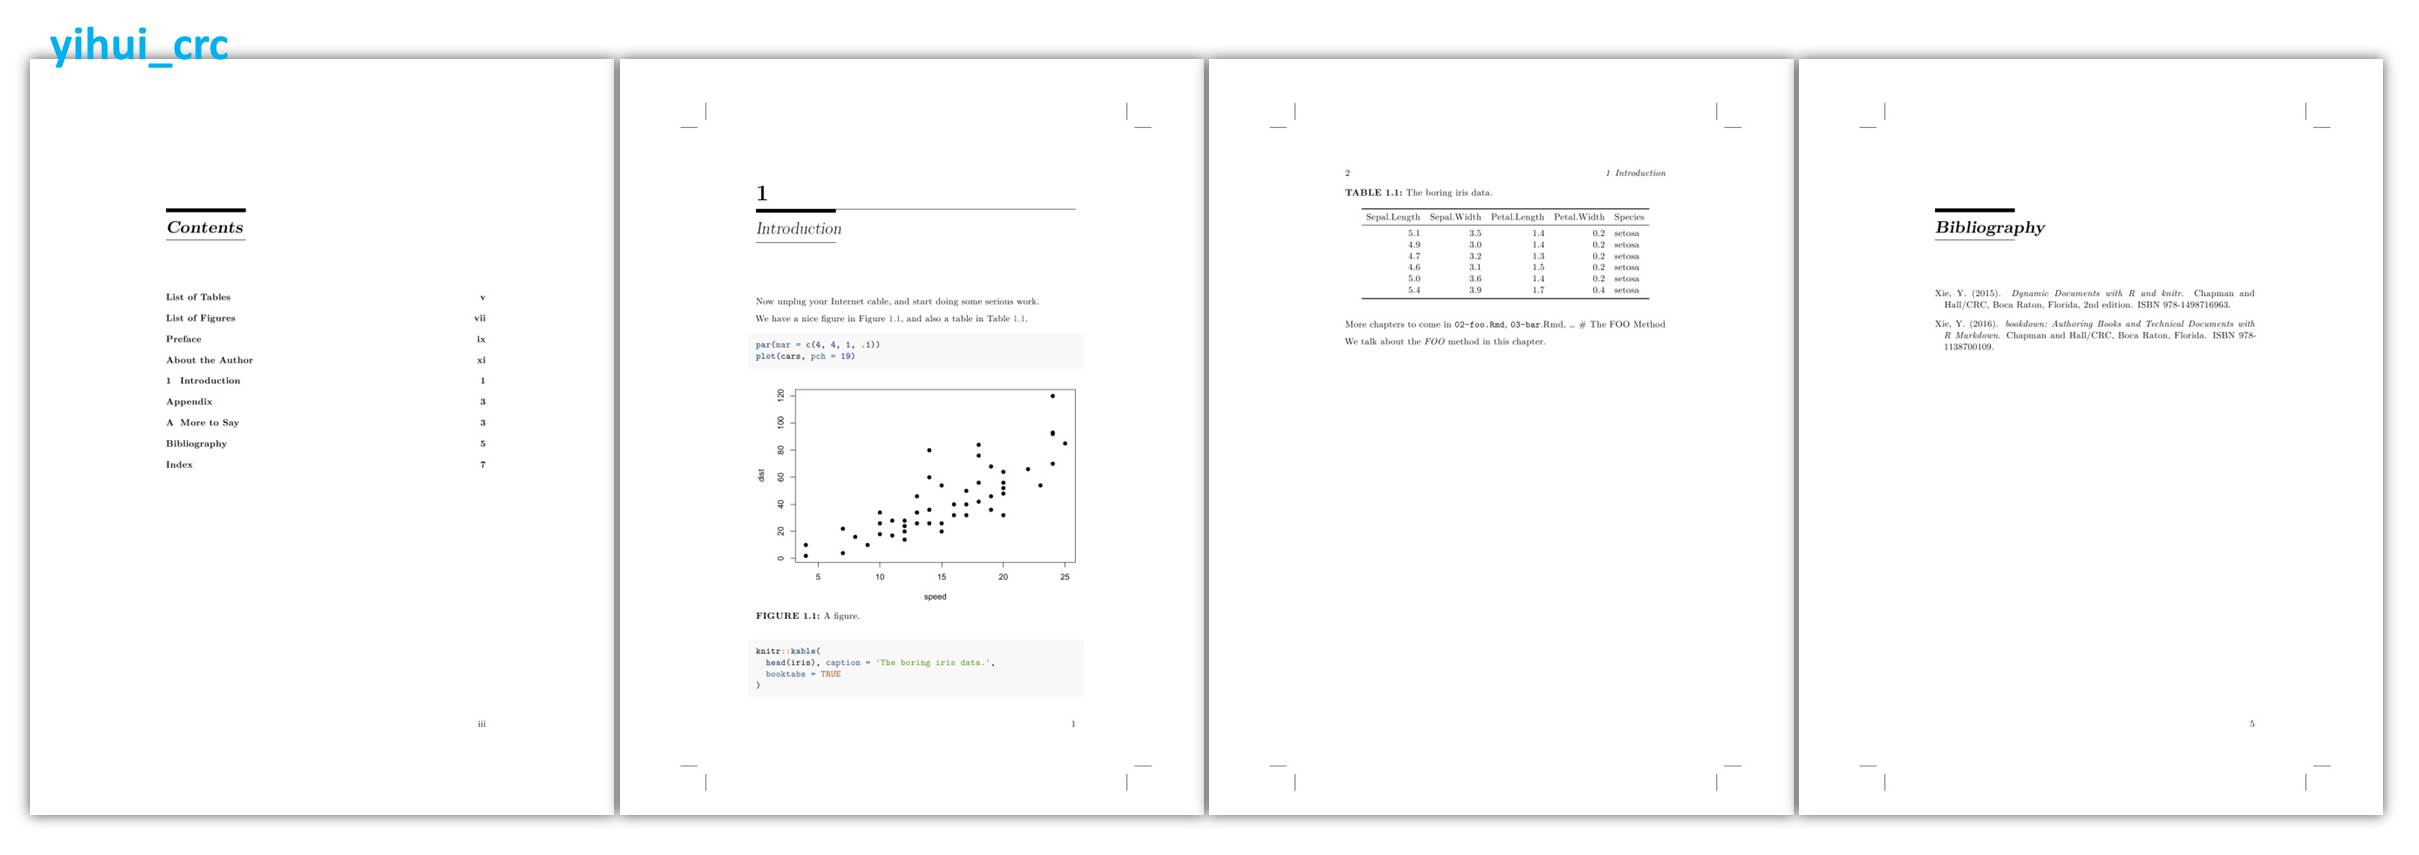 yihui_crc
Contents
List of Tables v
List of Figures vii
Preface ix
About the Author xi
1 Introduction 1
Appendix 3
A More to Say 3
Bibliography 5
Index 7
iii
1
Introduction
Now unplug your Internet cable, and start doing some serious work.
We have a nice figure in Figure 1.1, and also a table in Table 1.1.
par(mar = c(4, 4, 1, .1))
plot(cars, pch = 19)
120
100
80
60
40
20
0
dist
5 10 15 20 25
speed
FIGURE 1.1: A figure.
knitr::kable(
head(iris), caption = 'The boring iris data.',
booktabs = TRUE
)
1
2 1 Introduction
TABLE 1.1: The boring iris data.
Sepal.Length Sepal.Width Petal.Length Petal.Width Species
5.1 3.5 1.4 0.2 setosa
4.9 3.0 1.4 0.2 setosa
4.7 3.2 1.3 0.2 setosa
4.6 3.1 1.5 0.2 setosa
5.0 3.6 1.4 0.2 setosa
5.4 3.9 1.7 0.4 setosa
More chapters to come in 02-foo.Rmd, 03-bar.Rmd, … # The FOO Method
We talk about the FOO method in this chapter.
Bibliography
Xie, Y. (2015). Dynamic Documents with R and knitr. Chapman and
Hall/CRC, Boca Raton, Florida, 2nd edition. ISBN 978-1498716963.
Xie, Y. (2016). bookdown: Authoring Books and Technical Documents with
R Markdown. Chapman and Hall/CRC, Boca Raton, Florida. ISBN 978-
1138700109.
5